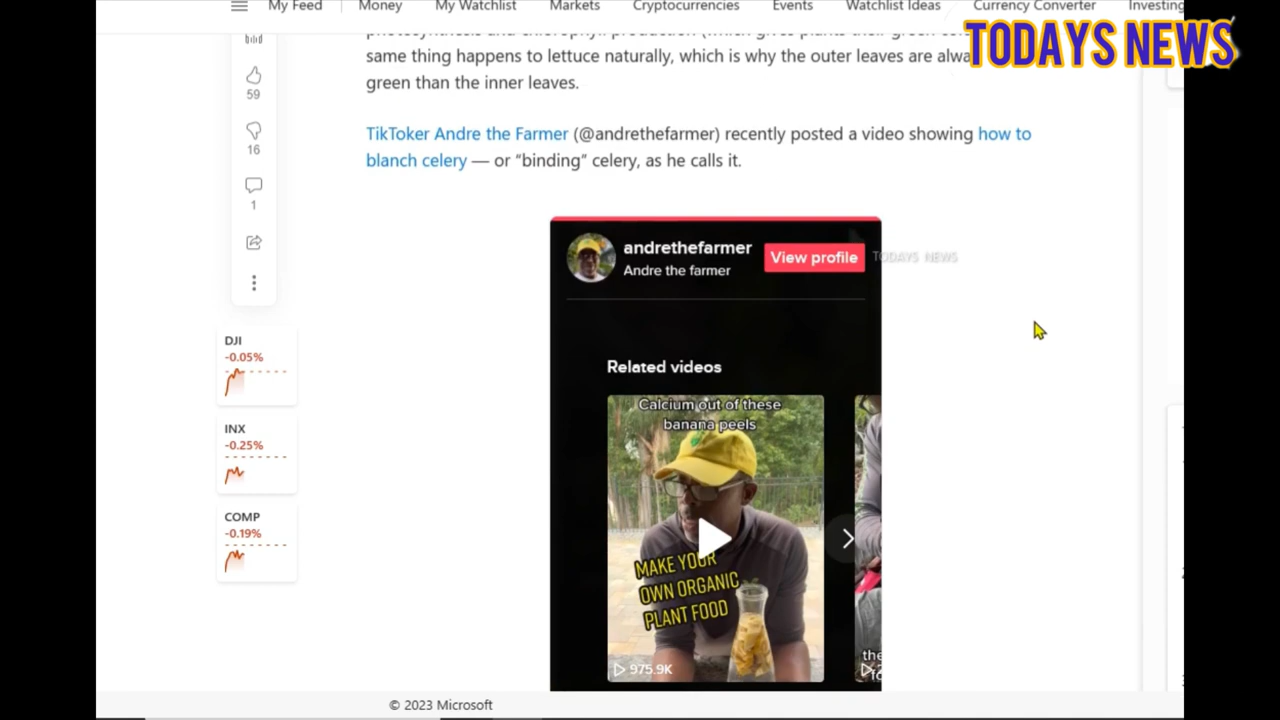 My Feed
Money
My Watchlist
Markets
Cryptocurrencies
Events
Watchlist Ideas
Currency Converter
Investing
TODAYS NEWS
same thing happens to lettuce naturally, which is why the outer leaves are
green than the inner leaves.
59
16
1
TikToker Andre the Farmer (@andrethefarmer) recently posted a video showing how to
blanch celery — or “binding” celery, as he calls it.
andrethefarmer
Andre the farmer
View profile
TODAYS NEWS
DJI
-0.05%
INX
-0.25%
COMP
-0.19%
Related videos
Calcium out of these
banana peels
MAKE YOUR
OWN ORGANIC
PLANT FOOD
975.9K
© 2023 Microsoft